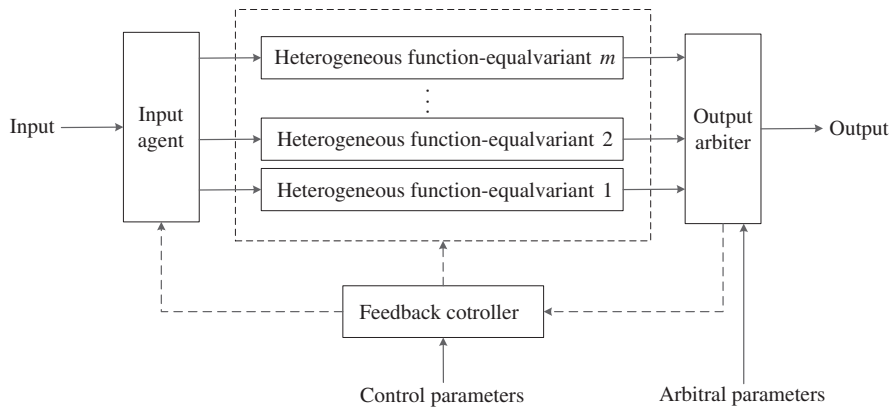 Heterogeneous function-equalvariant m
Input
Input
agent
Heterogeneous function-equalvariant 2
Output
arbiter
Output
Heterogeneous function-equalvariant 1
Feedback cotroller
Control parameters
Arbitral parameters